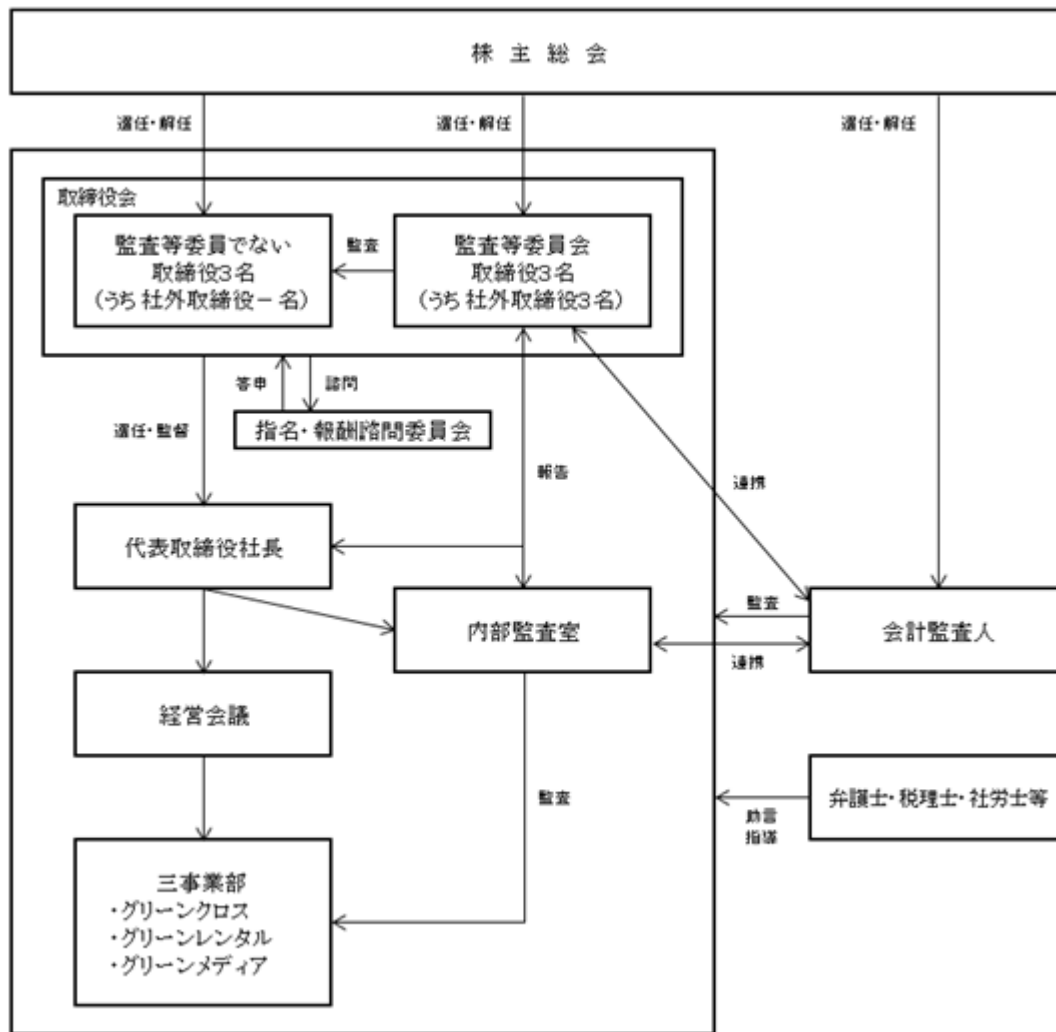 株主総会
選任・解任
選任・解任
選任・解任
取締役会
監査等委員でない
取締役3名
(うち社外取締役－名)
監査
監査等委員会
取締役3名
(うち社外取締役3名)
答申
諮問
指名・報酬諮問委員会
選任・監督
報告
連携
代表取締役社長
内部監査室
監査
連携
会計監査人
経営会議
監査
助言
指導
弁護士・税理士・社労士等
三事業部
・グリーンクロス
・グリーンレンタル
・グリーンメディア